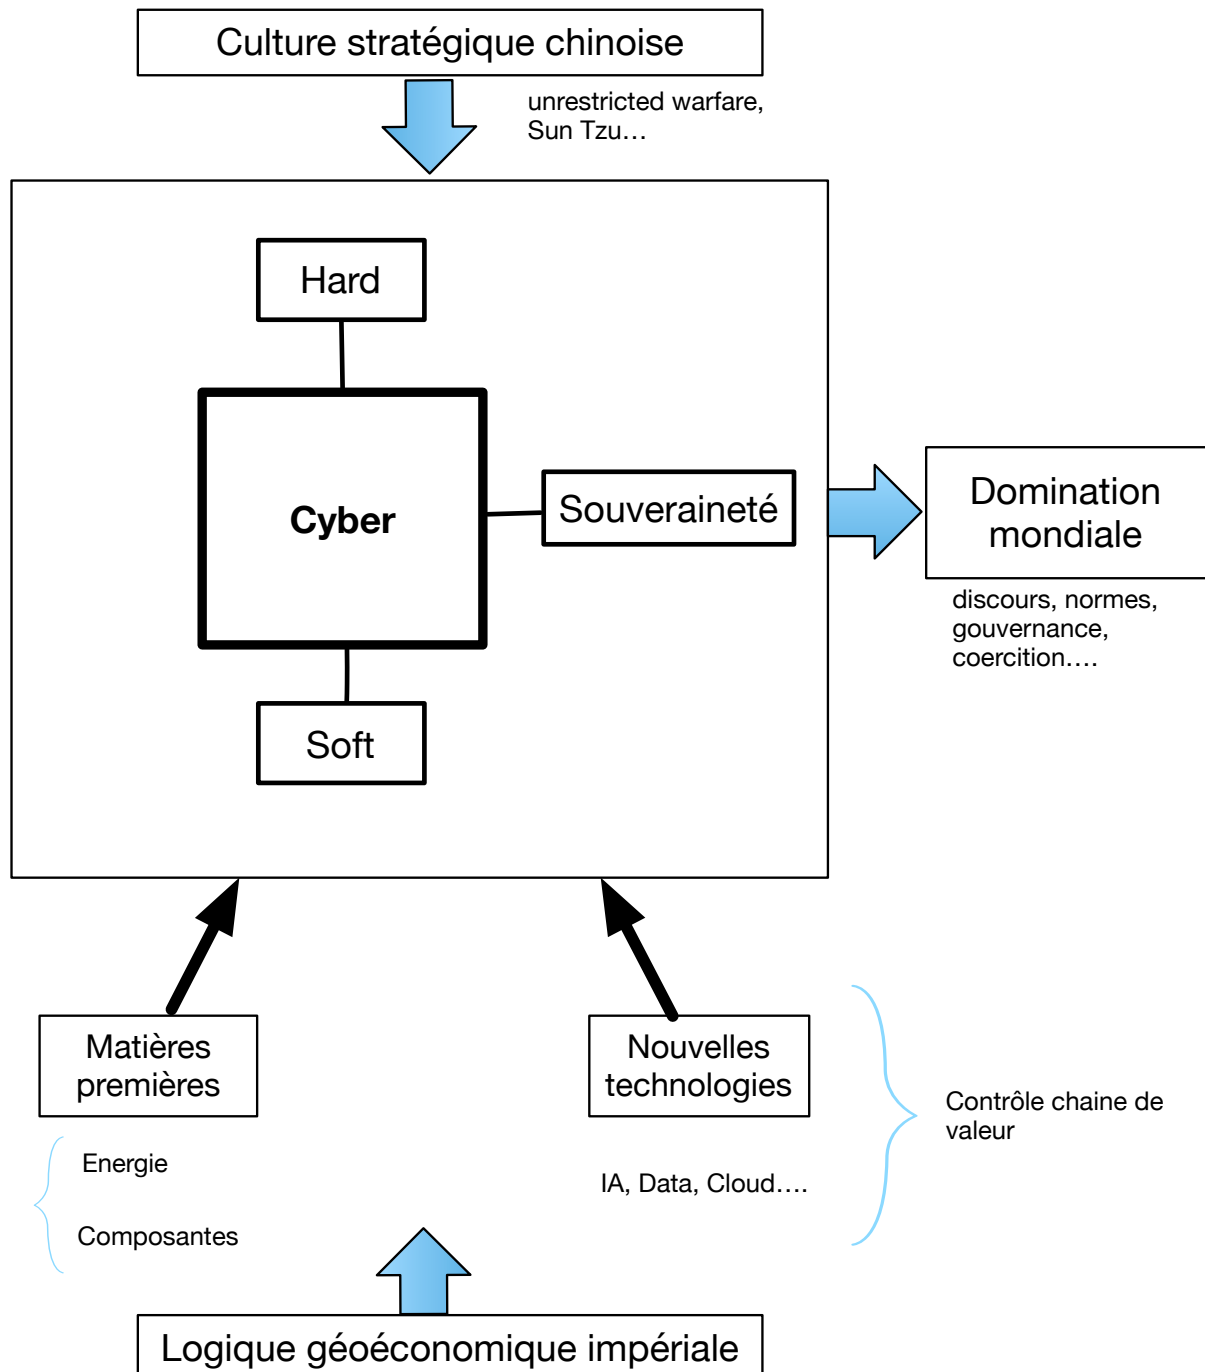 Culture stratégique chinoise
unrestricted warfare,
Sun Tzu…
Hard
Cyber
Souveraineté
Soft
Domination
mondiale
discours, normes,
gouvernance,
coercition….
Matières
premières
Nouvelles
technologies
Energie
Composantes
IA, Data, Cloud….
Contrôle chaine de
valeur
Logique géoéconomique impériale